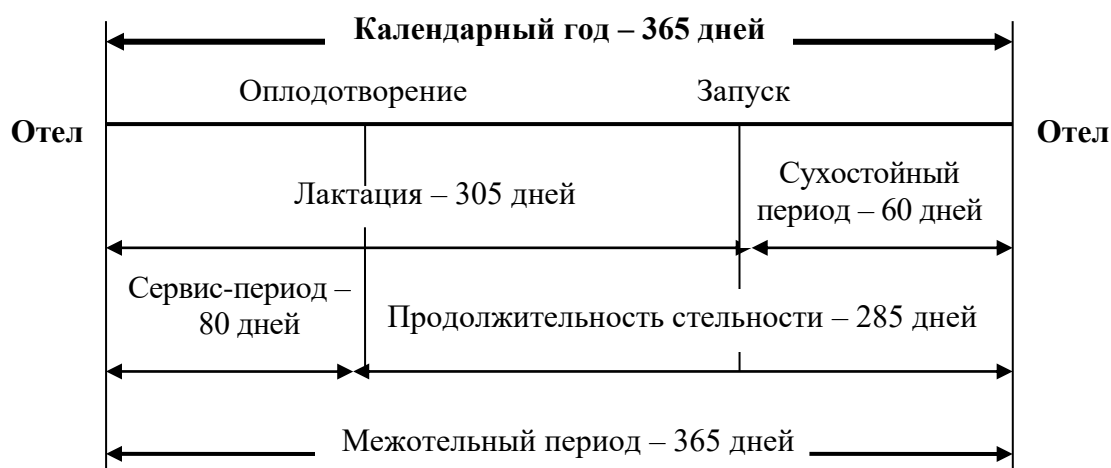 Календарный год – 365 дней
Оплодотворение
Запуск
Отел
Отел
Лактация – 305 дней
Сухостойный
период – 60 дней
Сервис-период –
80 дней
Продолжительность стельности – 285 дней
Межотельный период – 365 дней